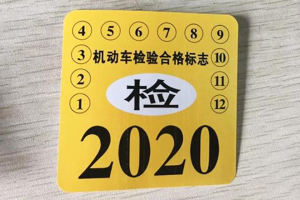 ④ ⑤ ⑥ ⑦ ⑧ ⑨
③ 机动车检验合格标志 ⑩
② ⑪
检
① ⑫
2020